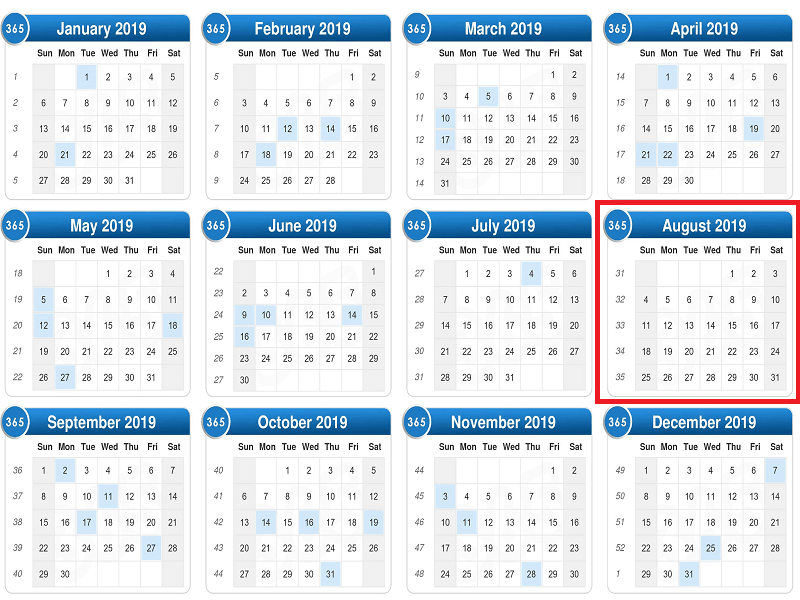 365 January 2019
Sun Mon Tue Wed Thu Fri Sat
1 1 2 3 4 5
2 6 7 8 9 10 11 12
3 13 14 15 16 17 18 19
4 20 21 22 23 24 25 26
5 27 28 29 30 31
365 February 2019
Sun Mon Tue Wed Thu Fri Sat
5 1 2
6 3 4 5 6 7 8 9
7 10 11 12 13 14 15 16
8 17 18 19 20 21 22 23
9 24 25 26 27 28
365 March 2019
Sun Mon Tue Wed Thu Fri Sat
9 1 2
10 3 4 5 6 7 8 9
11 10 11 12 13 14 15 16
12 17 18 19 20 21 22 23
13 24 25 26 27 28 29 30
14 31
365 April 2019
Sun Mon Tue Wed Thu Fri Sat
14 1 2 3 4 5 6
15 7 8 9 10 11 12 13
16 14 15 16 17 18 19 20
17 21 22 23 24 25 26 27
18 28 29 30
365 May 2019
Sun Mon Tue Wed Thu Fri Sat
18 1 2 3 4
19 5 6 7 8 9 10 11
20 12 13 14 15 16 17 18
21 19 20 21 22 23 24 25
22 26 27 28 29 30 31
365 June 2019
Sun Mon Tue Wed Thu Fri Sat
22 1
23 2 3 4 5 6 7 8
24 9 10 11 12 13 14 15
25 16 17 18 19 20 21 22
26 23 24 25 26 27 28 29
27 30
365 July 2019
Sun Mon Tue Wed Thu Fri Sat
27 1 2 3 4 5 6
28 7 8 9 10 11 12 13
29 14 15 16 17 18 19 20
30 21 22 23 24 25 26 27
31 28 29 30 31
365 August 2019
Sun Mon Tue Wed Thu Fri Sat
31 1 2 3
32 4 5 6 7 8 9 10
33 11 12 13 14 15 16 17
34 18 19 20 21 22 23 24
35 25 26 27 28 29 30 31
365 September 2019
Sun Mon Tue Wed Thu Fri Sat
36 1 2 3 4 5 6 7
37 8 9 10 11 12 13 14
38 15 16 17 18 19 20 21
39 22 23 24 25 26 27 28
40 29 30
365 October 2019
Sun Mon Tue Wed Thu Fri Sat
40 1 2 3 4 5
41 6 7 8 9 10 11 12
42 13 14 15 16 17 18 19
43 20 21 22 23 24 25 26
44 27 28 29 30 31
365 November 2019
Sun Mon Tue Wed Thu Fri Sat
44 1 2
45 3 4 5 6 7 8 9
46 10 11 12 13 14 15 16
47 17 18 19 20 21 22 23
48 24 25 26 27 28 29 30
365 December 2019
Sun Mon Tue Wed Thu Fri Sat
49 1 2 3 4 5 6 7
50 8 9 10 11 12 13 14
51 15 16 17 18 19 20 21
52 22 23 24 25 26 27 28
1 29 30 31